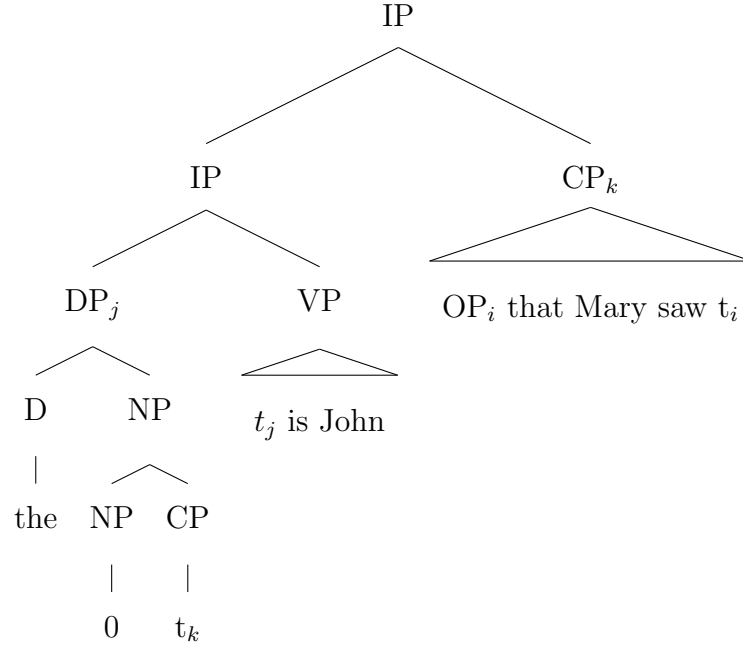 IP
IP CPₖ
DPⱼ VP OPᵢ that Mary saw tᵢ
D NP tⱼ is John
the NP CP
0 tₖ